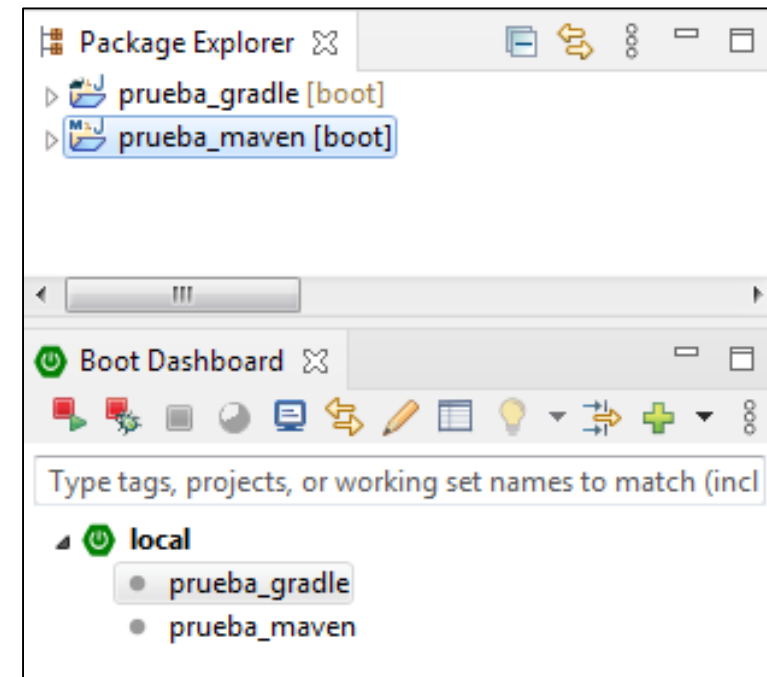 Package Explorer
prueba_gradle [boot]
prueba_maven [boot]
Boot Dashboard
Type tags, projects, or working set names to match (incl
local
prueba_gradle
prueba_maven